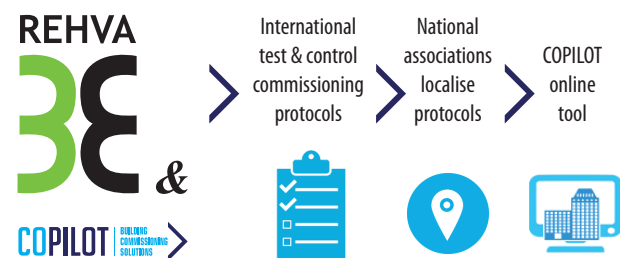 REHVA
&
COPILOT
BUILDING
COMMISSIONING
SOLUTIONS
International
test & control
commissioning
protocols
National
associations
localise
protocols
COPILOT
online
tool